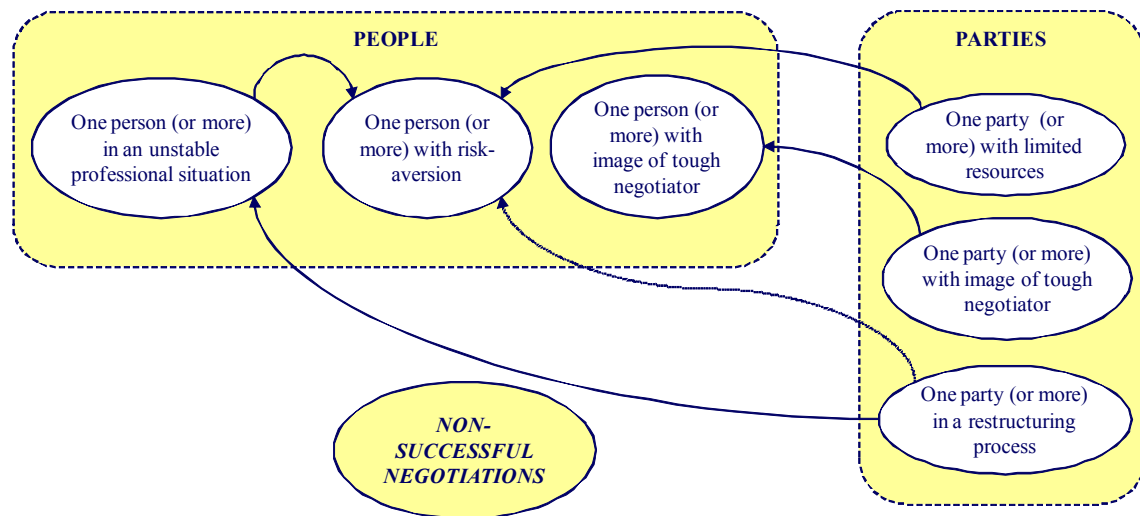 PEOPLE
One person (or more)
in an unstable
professional situation
One person (or
more) with risk-
aversion
One person (or
more) with
image of tough
negotiator
PARTIES
One party (or
more) with limited
resources
One party (or more)
with image of tough
negotiator
One party (or more)
in a restructuring
process
NON-
SUCCESSFUL
NEGOTIATIONS